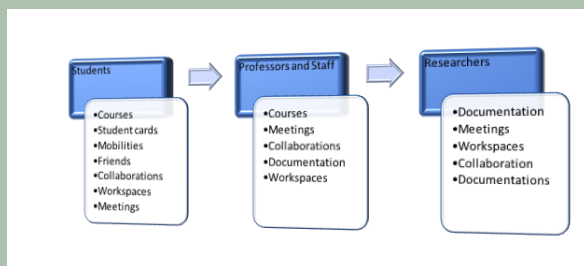 Students
•Courses
•Student cards
•Mobilities
•Friends
•Collaborations
•Workspaces
•Meetings
Professors and Staff
•Courses
•Meetings
•Collaborations
•Documentation
•Workspaces
Researchers
•Documentation
•Meetings
•Workspaces
•Collaboration
•Documentations